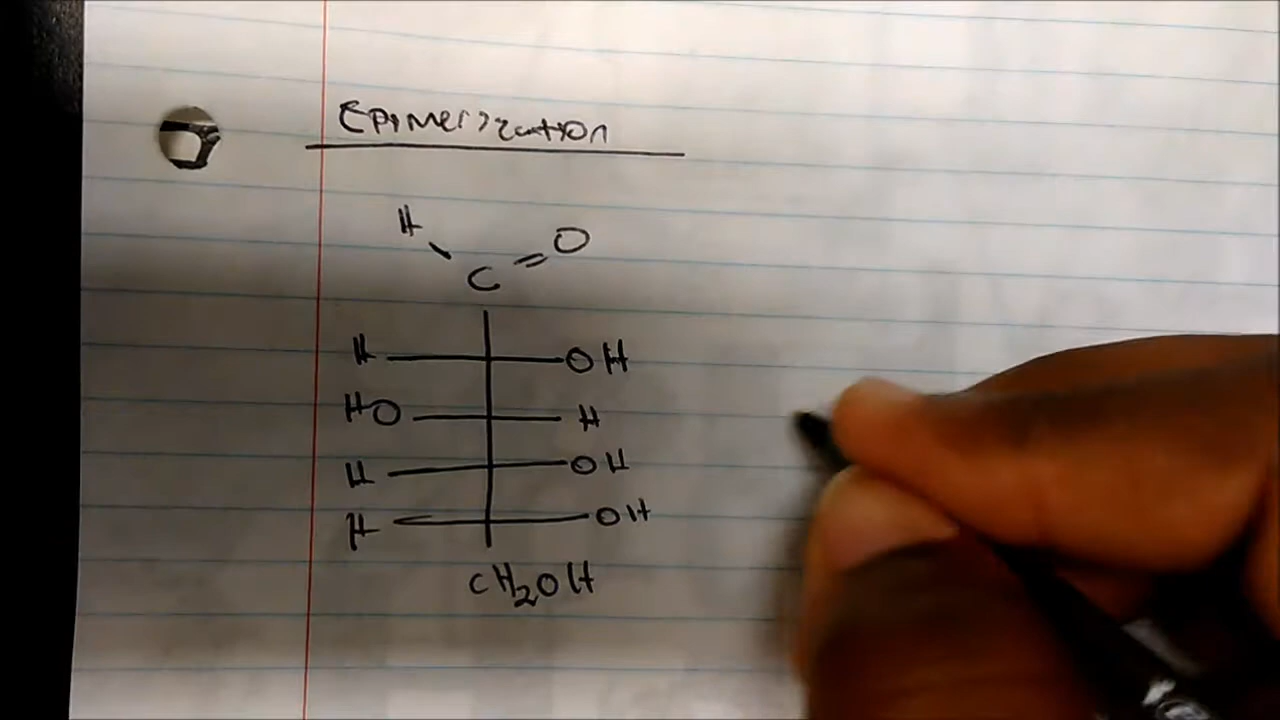 Epimerization
H O
C
H OH
HO H
H OH
H OH
CH₂OH